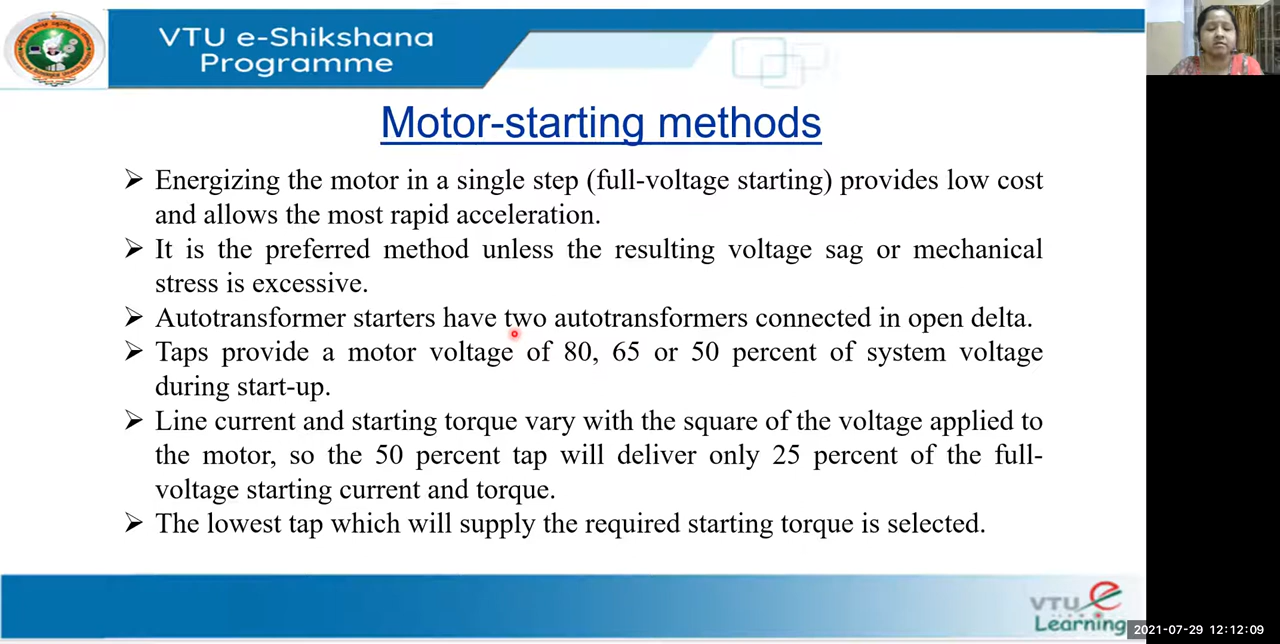 VTU e-Shikshana
Programme
Motor-starting methods
➢ Energizing the motor in a single step (full-voltage starting) provides low cost
and allows the most rapid acceleration.
➢ It is the preferred method unless the resulting voltage sag or mechanical
stress is excessive.
➢ Autotransformer starters have two autotransformers connected in open delta.
➢ Taps provide a motor voltage of 80, 65 or 50 percent of system voltage
during start-up.
➢ Line current and starting torque vary with the square of the voltage applied to
the motor, so the 50 percent tap will deliver only 25 percent of the full-
voltage starting current and torque.
➢ The lowest tap which will supply the required starting torque is selected.
VTU e
Learning
2021-07-29 12:12:09